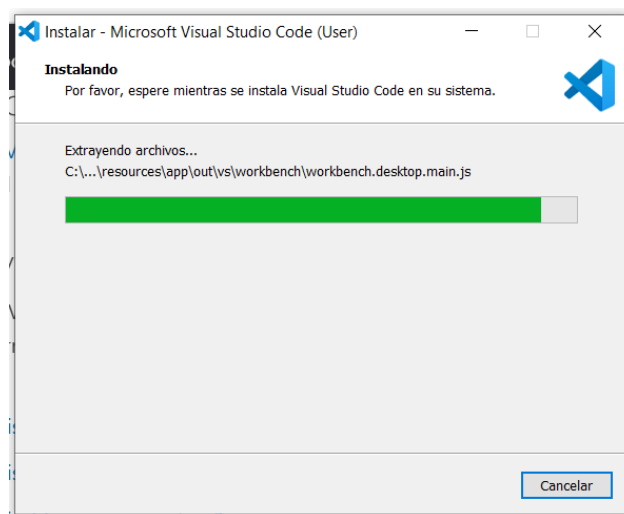 Instalar - Microsoft Visual Studio Code (User)
Instalando
Por favor, espere mientras se instala Visual Studio Code en su sistema.
Extrayendo archivos...
C:\...\resources\app\out\vs\workbench\workbench.desktop.main.js
Cancelar